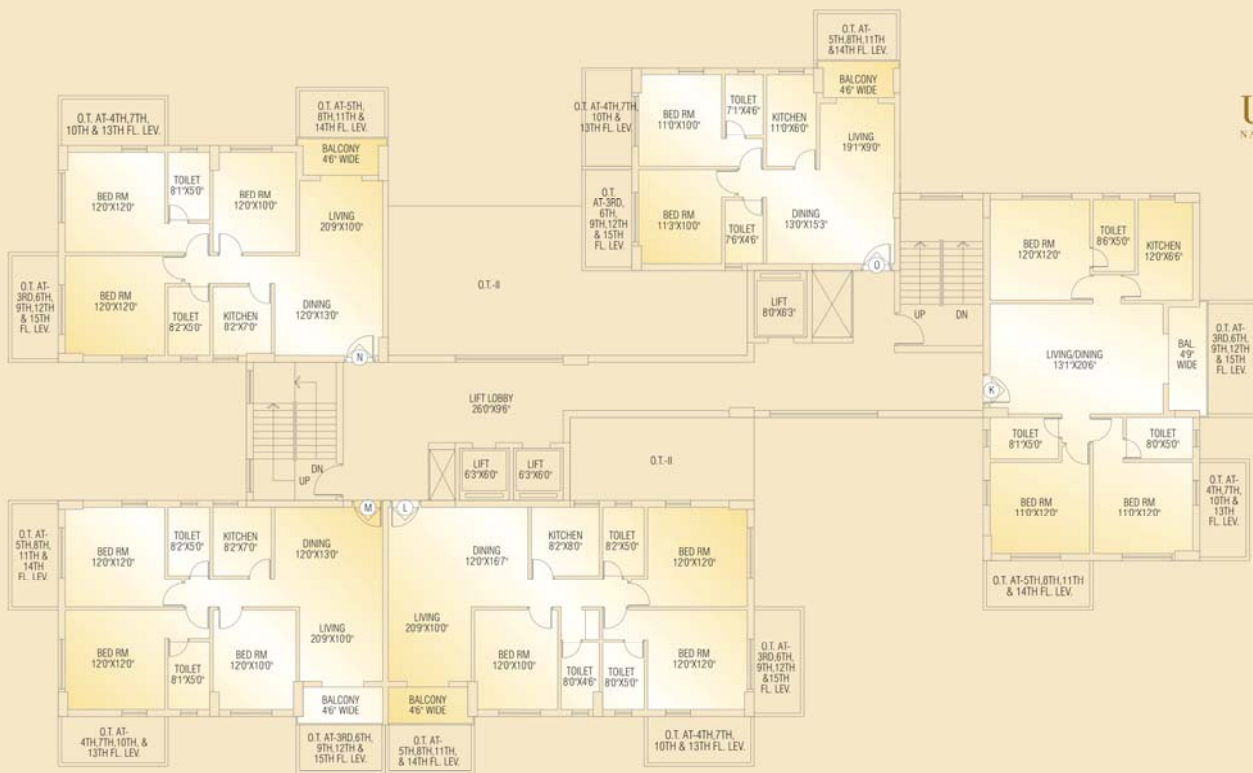 O.T. AT-4TH,7TH,
10TH & 13TH FL. LEV.
O.T. AT-5TH,
8TH,11TH &
14TH FL. LEV.
BALCONY
4'6" WIDE
BED RM
12'0"X12'0"
TOILET
8'1"X5'0"
BED RM
12'0"X10'0"
LIVING
20'9"X10'0"
O.T. AT-
3RD,6TH,
9TH,12TH
& 15TH
FL. LEV.
BED RM
12'0"X12'0"
TOILET
8'2"X5'0"
KITCHEN
8'2"X7'0"
DINING
12'0"X13'0"
N
O.T.-II
O.T. AT-
5TH,8TH,11TH
&14TH FL. LEV.
BALCONY
4'6" WIDE
O.T. AT-4TH,7TH,
10TH &
13TH FL. LEV.
BED RM
11'0"X10'0"
TOILET
7'1"X4'6"
KITCHEN
11'0"X6'0"
LIVING
19'1"X9'0"
O.T.
AT-3RD,
6TH,
9TH,12TH
& 15TH
FL. LEV.
BED RM
11'3"X10'0"
TOILET
7'6"X4'6"
DINING
13'0"X15'3"
O
LIFT
8'0"X6'3"
UP
DN
BED RM
12'0"X12'0"
TOILET
8'6"X5'0"
KITCHEN
12'0"X6'6"
LIVING/DINING
13'1"X20'6"
BAL.
4'9"
WIDE
O.T. AT-
3RD,6TH,
9TH,12TH
& 15TH
FL. LEV.
K
TOILET
8'1"X5'0"
TOILET
8'0"X5'0"
BED RM
11'0"X12'0"
BED RM
11'0"X12'0"
O.T. AT-
4TH,7TH,
10TH &
13TH
FL. LEV.
O.T. AT-5TH,8TH,11TH
& 14TH FL. LEV.
LIFT LOBBY
26'0"X9'6"
LIFT
6'3"X6'0"
LIFT
6'3"X6'0"
O.T.-II
DN
UP
M
L
O.T. AT-
5TH,8TH,
11TH &
14TH
FL. LEV.
BED RM
12'0"X12'0"
TOILET
8'2"X5'0"
KITCHEN
8'2"X7'0"
DINING
12'0"X13'0"
BED RM
12'0"X12'0"
TOILET
8'1"X5'0"
BED RM
12'0"X10'0"
LIVING
20'9"X10'0"
BALCONY
4'6" WIDE
O.T. AT-
4TH,7TH,10TH, &
13TH FL. LEV.
O.T. AT-3RD,6TH,
9TH,12TH &
15TH FL. LEV.
DINING
12'0"X16'7"
KITCHEN
8'2"X8'0"
TOILET
8'2"X5'0"
BED RM
12'0"X12'0"
LIVING
20'9"X10'0"
BED RM
12'0"X10'0"
TOILET
8'0"X4'6"
TOILET
8'0"X5'0"
BED RM
12'0"X12'0"
BALCONY
4'6" WIDE
O.T. AT-
5TH,8TH,11TH,
& 14TH FL. LEV.
O.T. AT-4TH,7TH,
10TH & 13TH FL. LEV.
O.T. AT-
3RD,6TH,
9TH,12TH
&15TH
FL. LEV.